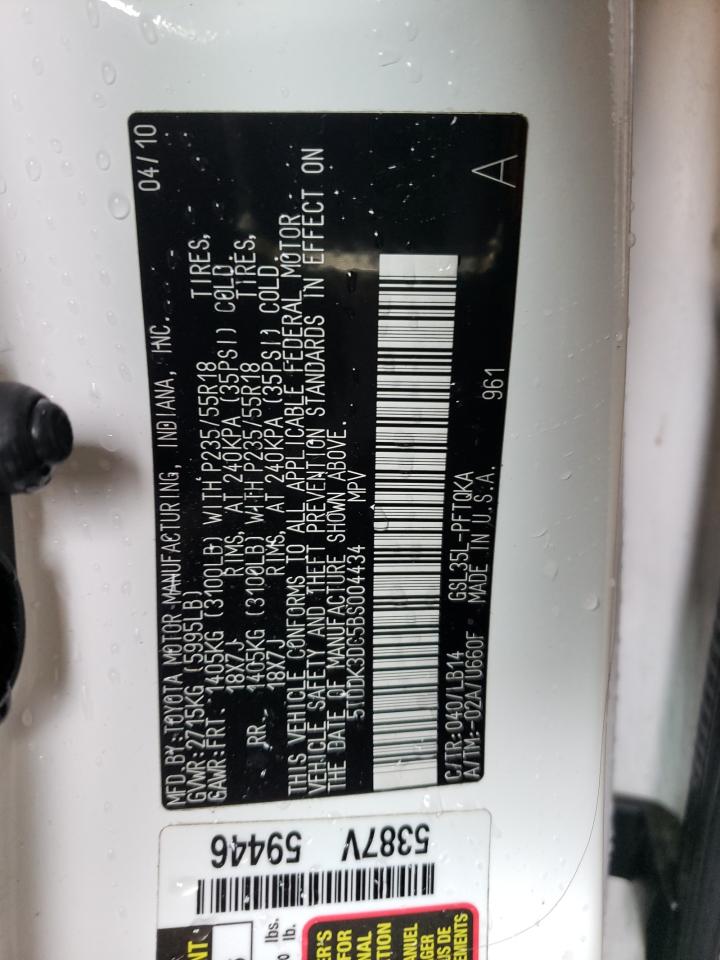 MFD.BY:TOYOTA MOTOR MANUFACTURING, INDIANA, INC. 04/10
GVWR:2715KG (5995LB)
GAWR:FRT. 1405KG (3100LB) WITH P235/55R18 TIRES,
18X7J RIMS, AT 240KPA (35PSI) COLD.
RR. 1405KG (3100LB) WITH P235/55R18 TIRES,
18X7J RIMS, AT 240KPA (35PSI) COLD.
THIS VEHICLE CONFORMS TO ALL APPLICABLE FEDERAL MOTOR
VEHICLE SAFETY AND THEFT PREVENTION STANDARDS IN EFFECT ON
THE DATE OF MANUFACTURE SHOWN ABOVE.
5TDDK3DC5BS004434 MPV
C/TR:040/LB14 GSL35L-PFTQKA 961
A/TM:-02A/U660F MADE IN U.S.A. A
5387V 59446
lbs.
lb.